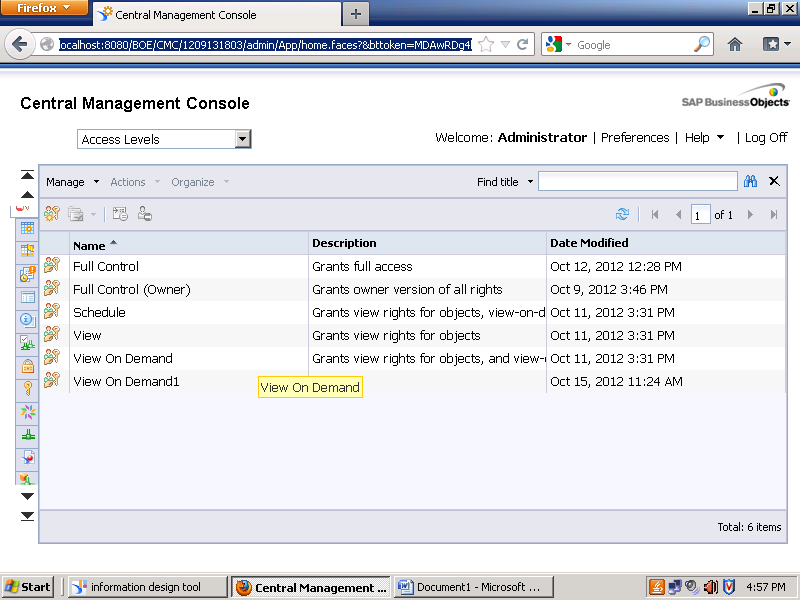 Firefox
Central Management Console
localhost:8080/BOE/CMC/1209131803/admin/App/home.faces?&bttoken=MDAwRDg4
Google
Central Management Console
SAP BusinessObjects
Access Levels
Welcome: Administrator | Preferences | Help | Log Off
Manage Actions Organize Find title
1 of 1
Name Description Date Modified
Full Control Grants full access Oct 12, 2012 12:28 PM
Full Control (Owner) Grants owner version of all rights Oct 9, 2012 3:46 PM
Schedule Grants view rights for objects, view-on-d Oct 11, 2012 3:31 PM
View Grants view rights for objects Oct 11, 2012 3:31 PM
View On Demand Grants view rights for objects, and view- Oct 11, 2012 3:31 PM
View On Demand1 Oct 15, 2012 11:24 AM
View On Demand
Total: 6 items
Start information design tool Central Management ... Document1 - Microsoft ... 4:57 PM